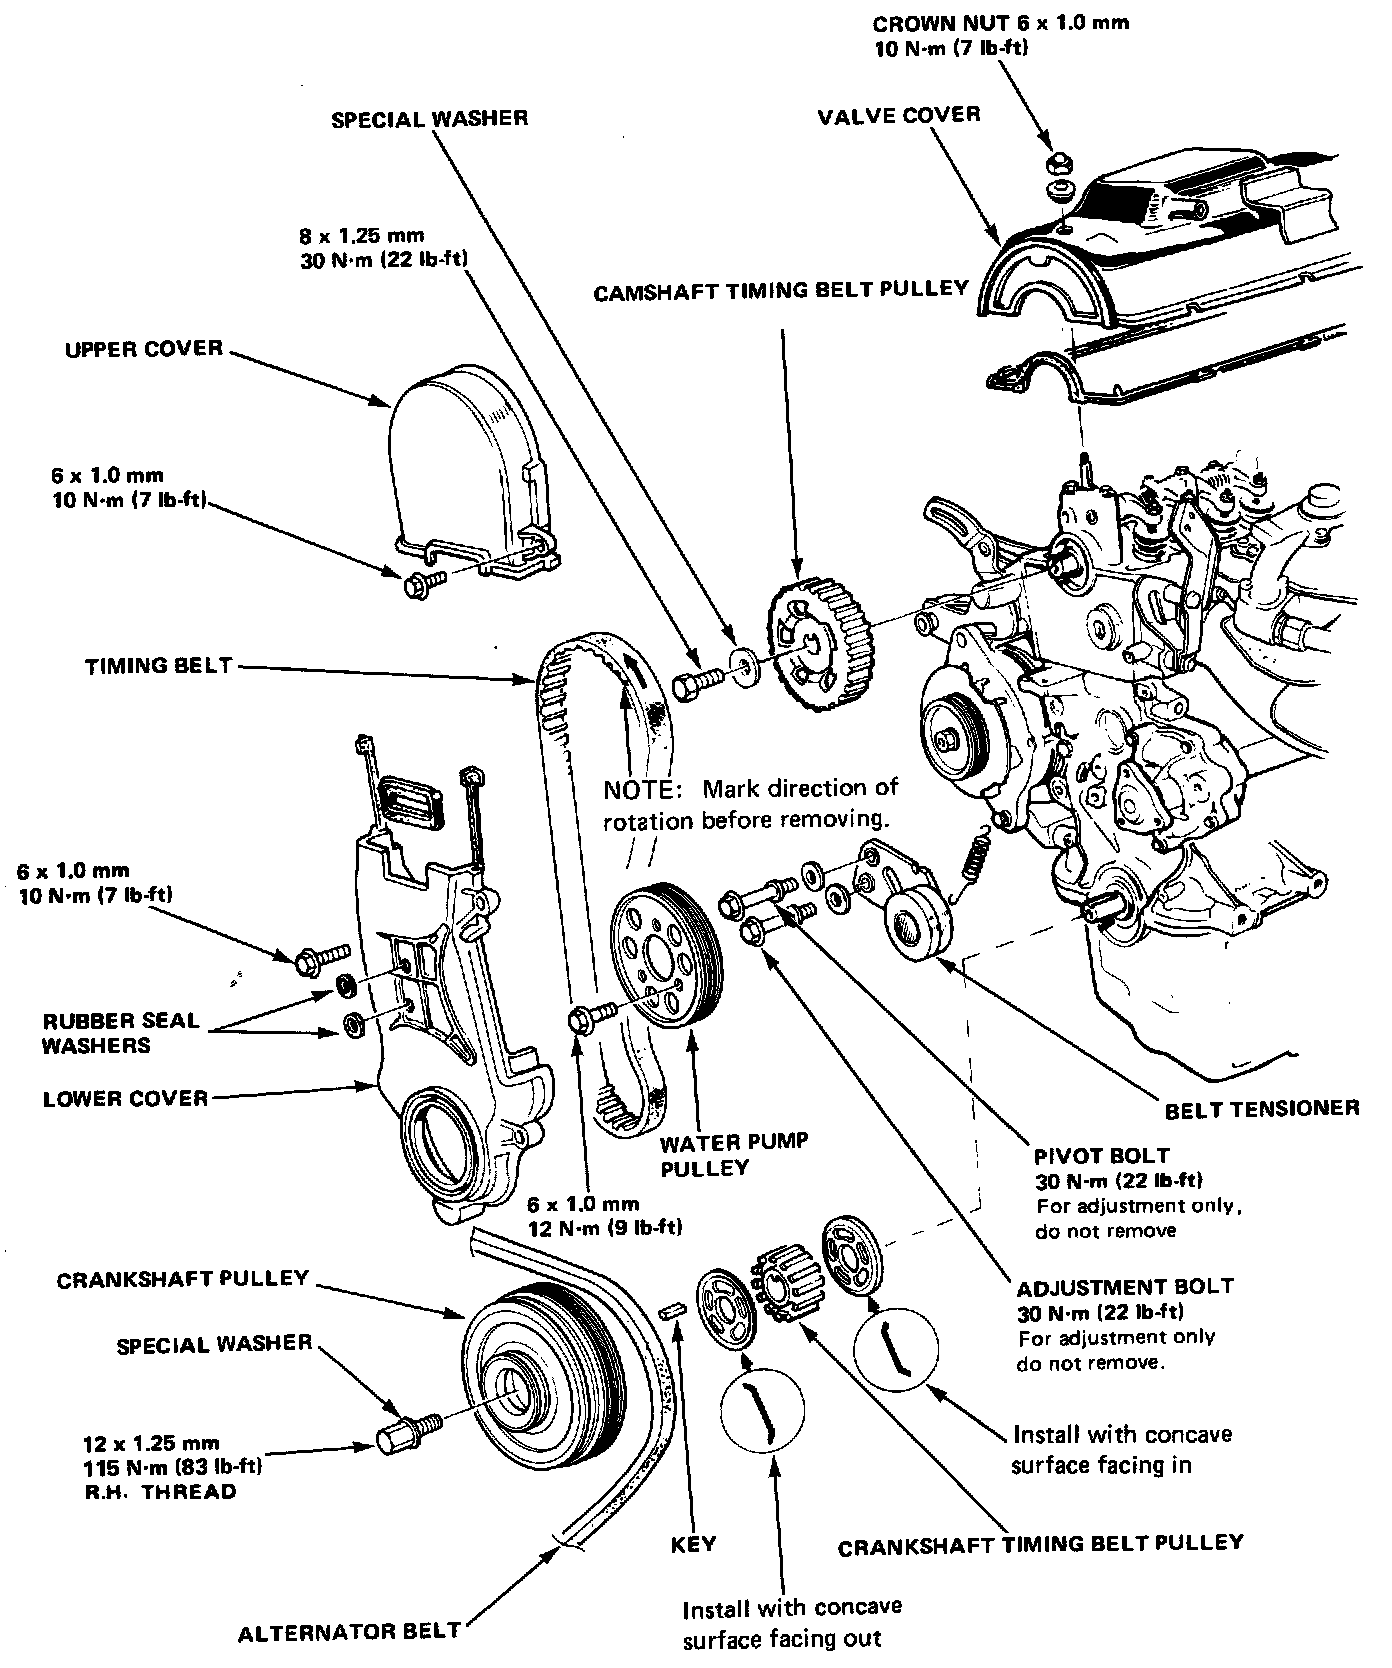 CROWN NUT 6 x 1.0 mm
10 N·m (7 lb-ft)
SPECIAL WASHER
VALVE COVER
8 x 1.25 mm
30 N·m (22 lb-ft)
CAMSHAFT TIMING BELT PULLEY
UPPER COVER
6 x 1.0 mm
10 N·m (7 lb-ft)
TIMING BELT
NOTE: Mark direction of
rotation before removing.
6 x 1.0 mm
10 N·m (7 lb-ft)
RUBBER SEAL
WASHERS
LOWER COVER
BELT TENSIONER
WATER PUMP
PULLEY
PIVOT BOLT
30 N·m (22 lb-ft)
For adjustment only,
do not remove
6 x 1.0 mm
12 N·m (9 lb-ft)
CRANKSHAFT PULLEY
ADJUSTMENT BOLT
30 N·m (22 lb-ft)
For adjustment only
do not remove.
SPECIAL WASHER
12 x 1.25 mm
115 N·m (83 lb-ft)
R.H. THREAD
Install with concave
surface facing in
KEY
CRANKSHAFT TIMING BELT PULLEY
Install with concave
surface facing out
ALTERNATOR BELT